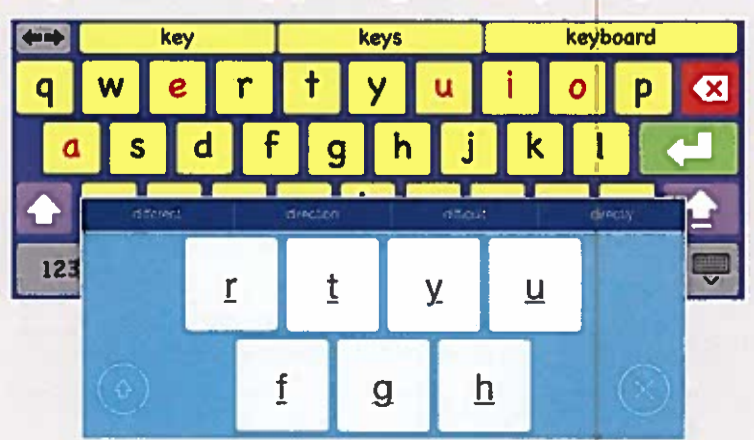 key keys keyboard
q w e r t y u i o p
a s d f g h j k l
different direction difficult directly
123
r t y u
f g h